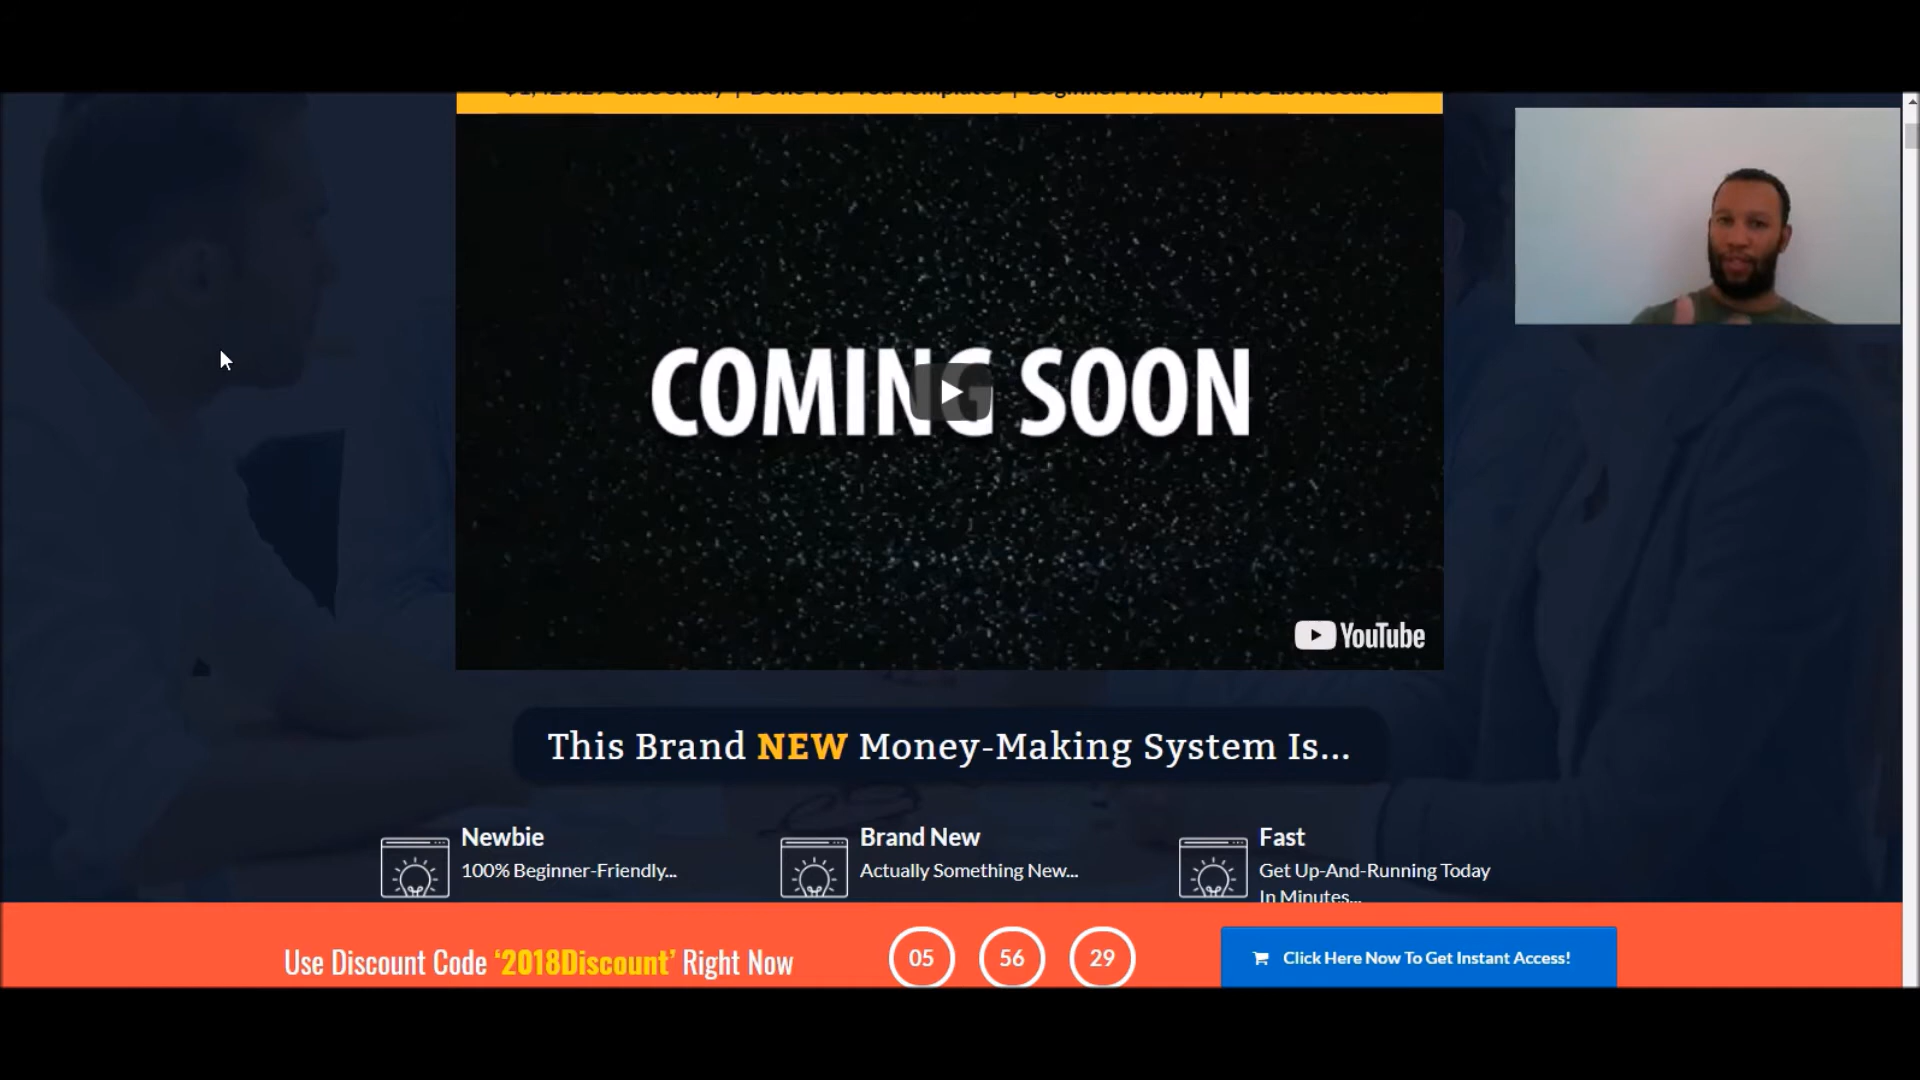 COMING SOON
YouTube
This Brand NEW Money-Making System Is...
Newbie
100% Beginner-Friendly...
Brand New
Actually Something New...
Fast
Get Up-And-Running Today
In Minutes...
Use Discount Code ‘2018Discount’ Right Now
05 56 29
Click Here Now To Get Instant Access!